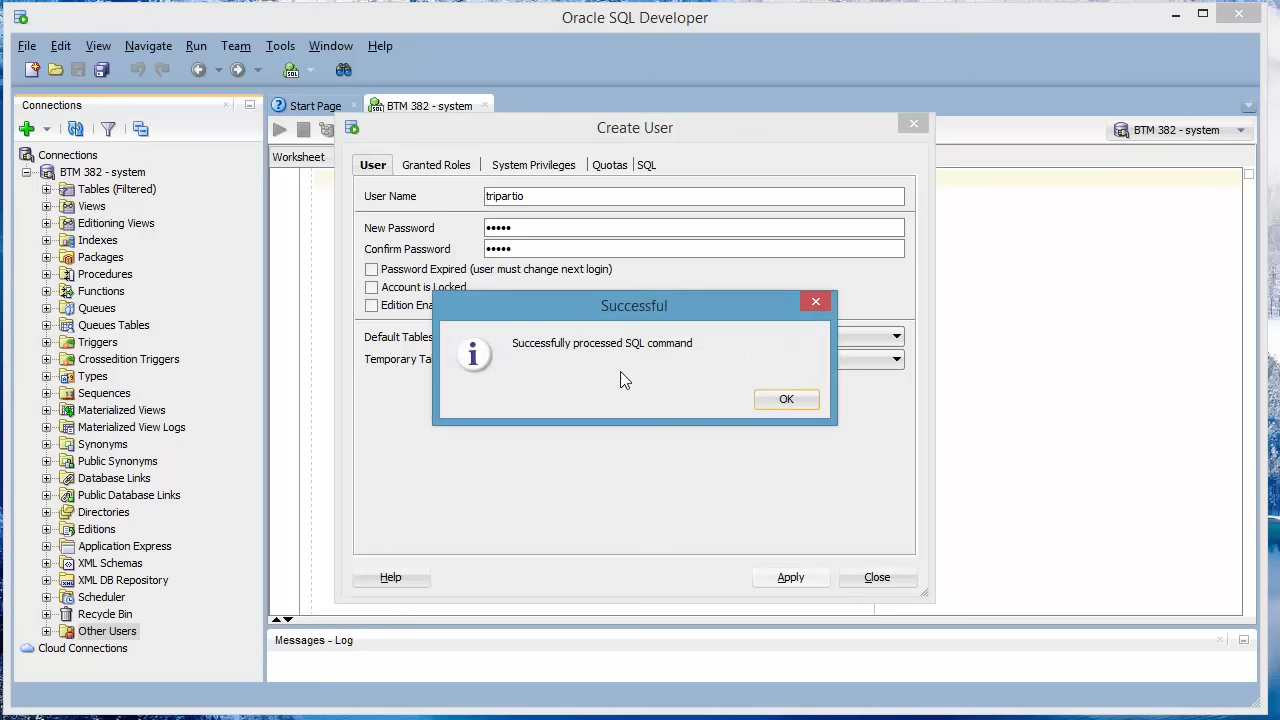 Oracle SQL Developer
File Edit View Navigate Run Team Tools Window Help
SQL
Connections
Start Page
BTM 382 - system
BTM 382 - system
Worksheet
Connections
BTM 382 - system
Tables (Filtered)
Views
Editioning Views
Indexes
Packages
Procedures
Functions
Queues
Queues Tables
Triggers
Crossedition Triggers
Types
Sequences
Materialized Views
Materialized View Logs
Synonyms
Public Synonyms
Database Links
Public Database Links
Directories
Editions
Application Express
XML Schemas
XML DB Repository
Scheduler
Recycle Bin
Other Users
Cloud Connections
Create User
User Granted Roles System Privileges Quotas SQL
User Name tripartio
New Password •••••
Confirm Password •••••
Password Expired (user must change next login)
Account is Locked
Edition Ena
Default Tables
Temporary Ta
Successful
Successfully processed SQL command
OK
Help Apply Close
Messages - Log